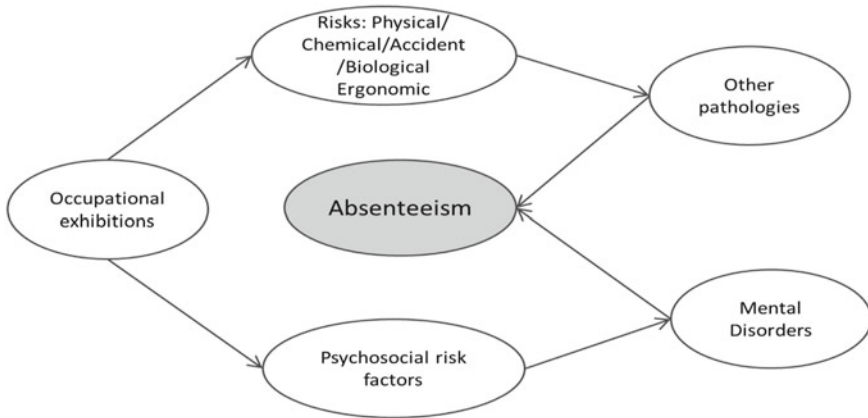 Risks: Physical/
Chemical/Accident
/Biological
Ergonomic
Other
pathologies
Occupational
exhibitions
Absenteeism
Mental
Disorders
Psychosocial risk
factors